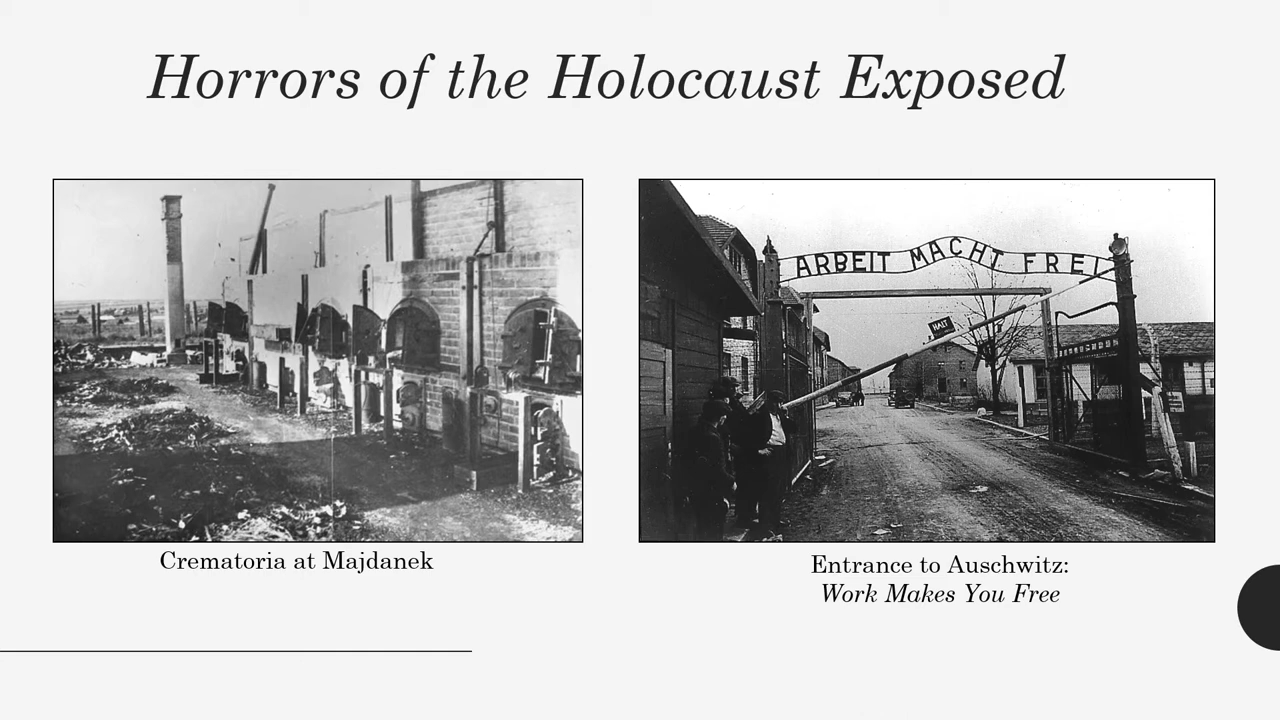 Horrors of the Holocaust Exposed
ARBEIT MACHT FREI
HALT
Crematoria at Majdanek
Entrance to Auschwitz:
Work Makes You Free